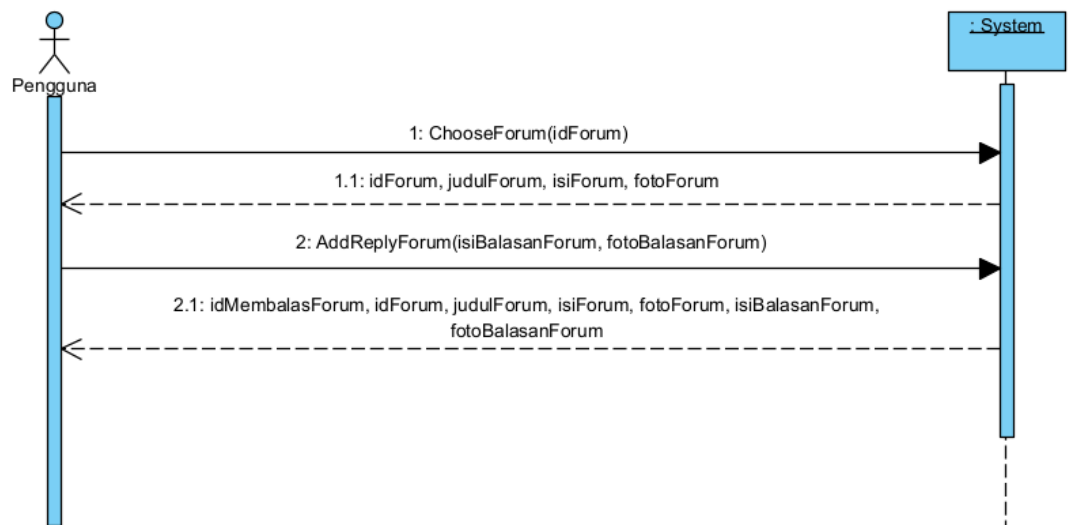 : System
Pengguna
1: ChooseForum(idForum)
1.1: idForum, judulForum, isiForum, fotoForum
2: AddReplyForum(isiBalasanForum, fotoBalasanForum)
2.1: idMembalasForum, idForum, judulForum, isiForum, fotoForum, isiBalasanForum,
fotoBalasanForum